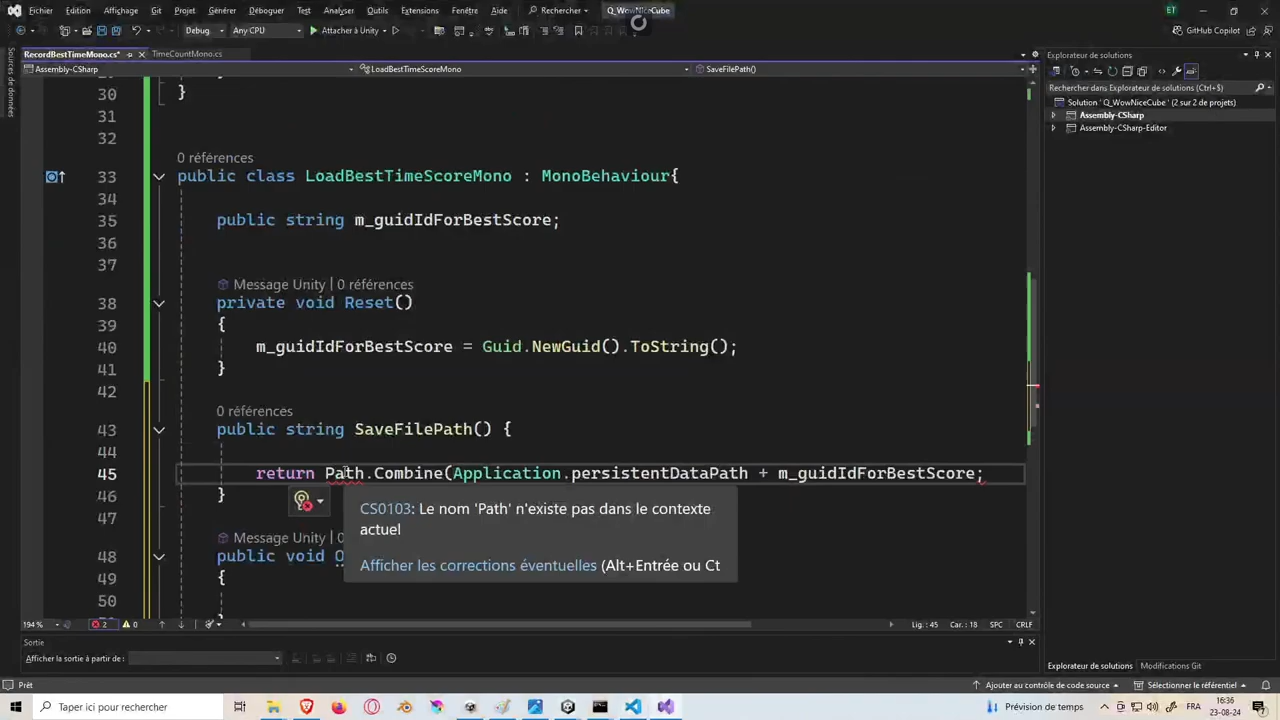 Fichier Édition Affichage Git Projet Générer Déboguer Test Analyser Outils Extensions Fenêtre Aide Rechercher Q_WowNiceCube ET
Debug Any CPU Attacher à Unity GitHub Copilot
RecordBestTimeMono.cs* TimeCountMono.cs Explorateur de solutions
Assembly-CSharp LoadBestTimeScoreMono SaveFilePath()
Rechercher dans Explorateur de solutions (Ctrl+$)
Solution 'Q_WowNiceCube' (2 sur 2 de projets)
Assembly-CSharp
Assembly-CSharp-Editor
Sources de données
30 }
31
32
0 références
33 public class LoadBestTimeScoreMono : MonoBehaviour{
34
35 public string m_guidIdForBestScore;
36
37
Message Unity | 0 références
38 private void Reset()
39 {
40 m_guidIdForBestScore = Guid.NewGuid().ToString();
41 }
42
0 références
43 public string SaveFilePath() {
44
45 return Path.Combine(Application.persistentDataPath + m_guidIdForBestScore;
46 }
CS0103: Le nom 'Path' n'existe pas dans le contexte
actuel
Afficher les corrections éventuelles (Alt+Entrée ou Ct
47
Message Unity | 0
48 public void O
49 {
50
194 % 2 0 Lig : 45 Car. : 18 SPC CRLF
Sortie
Afficher la sortie à partir de :
Explorateur de solutions Modifications Git
Prêt Ajouter au contrôle de code source Sélectionner le référentiel
Taper ici pour rechercher Prévision de temp... FRA 16:36
23-08-24